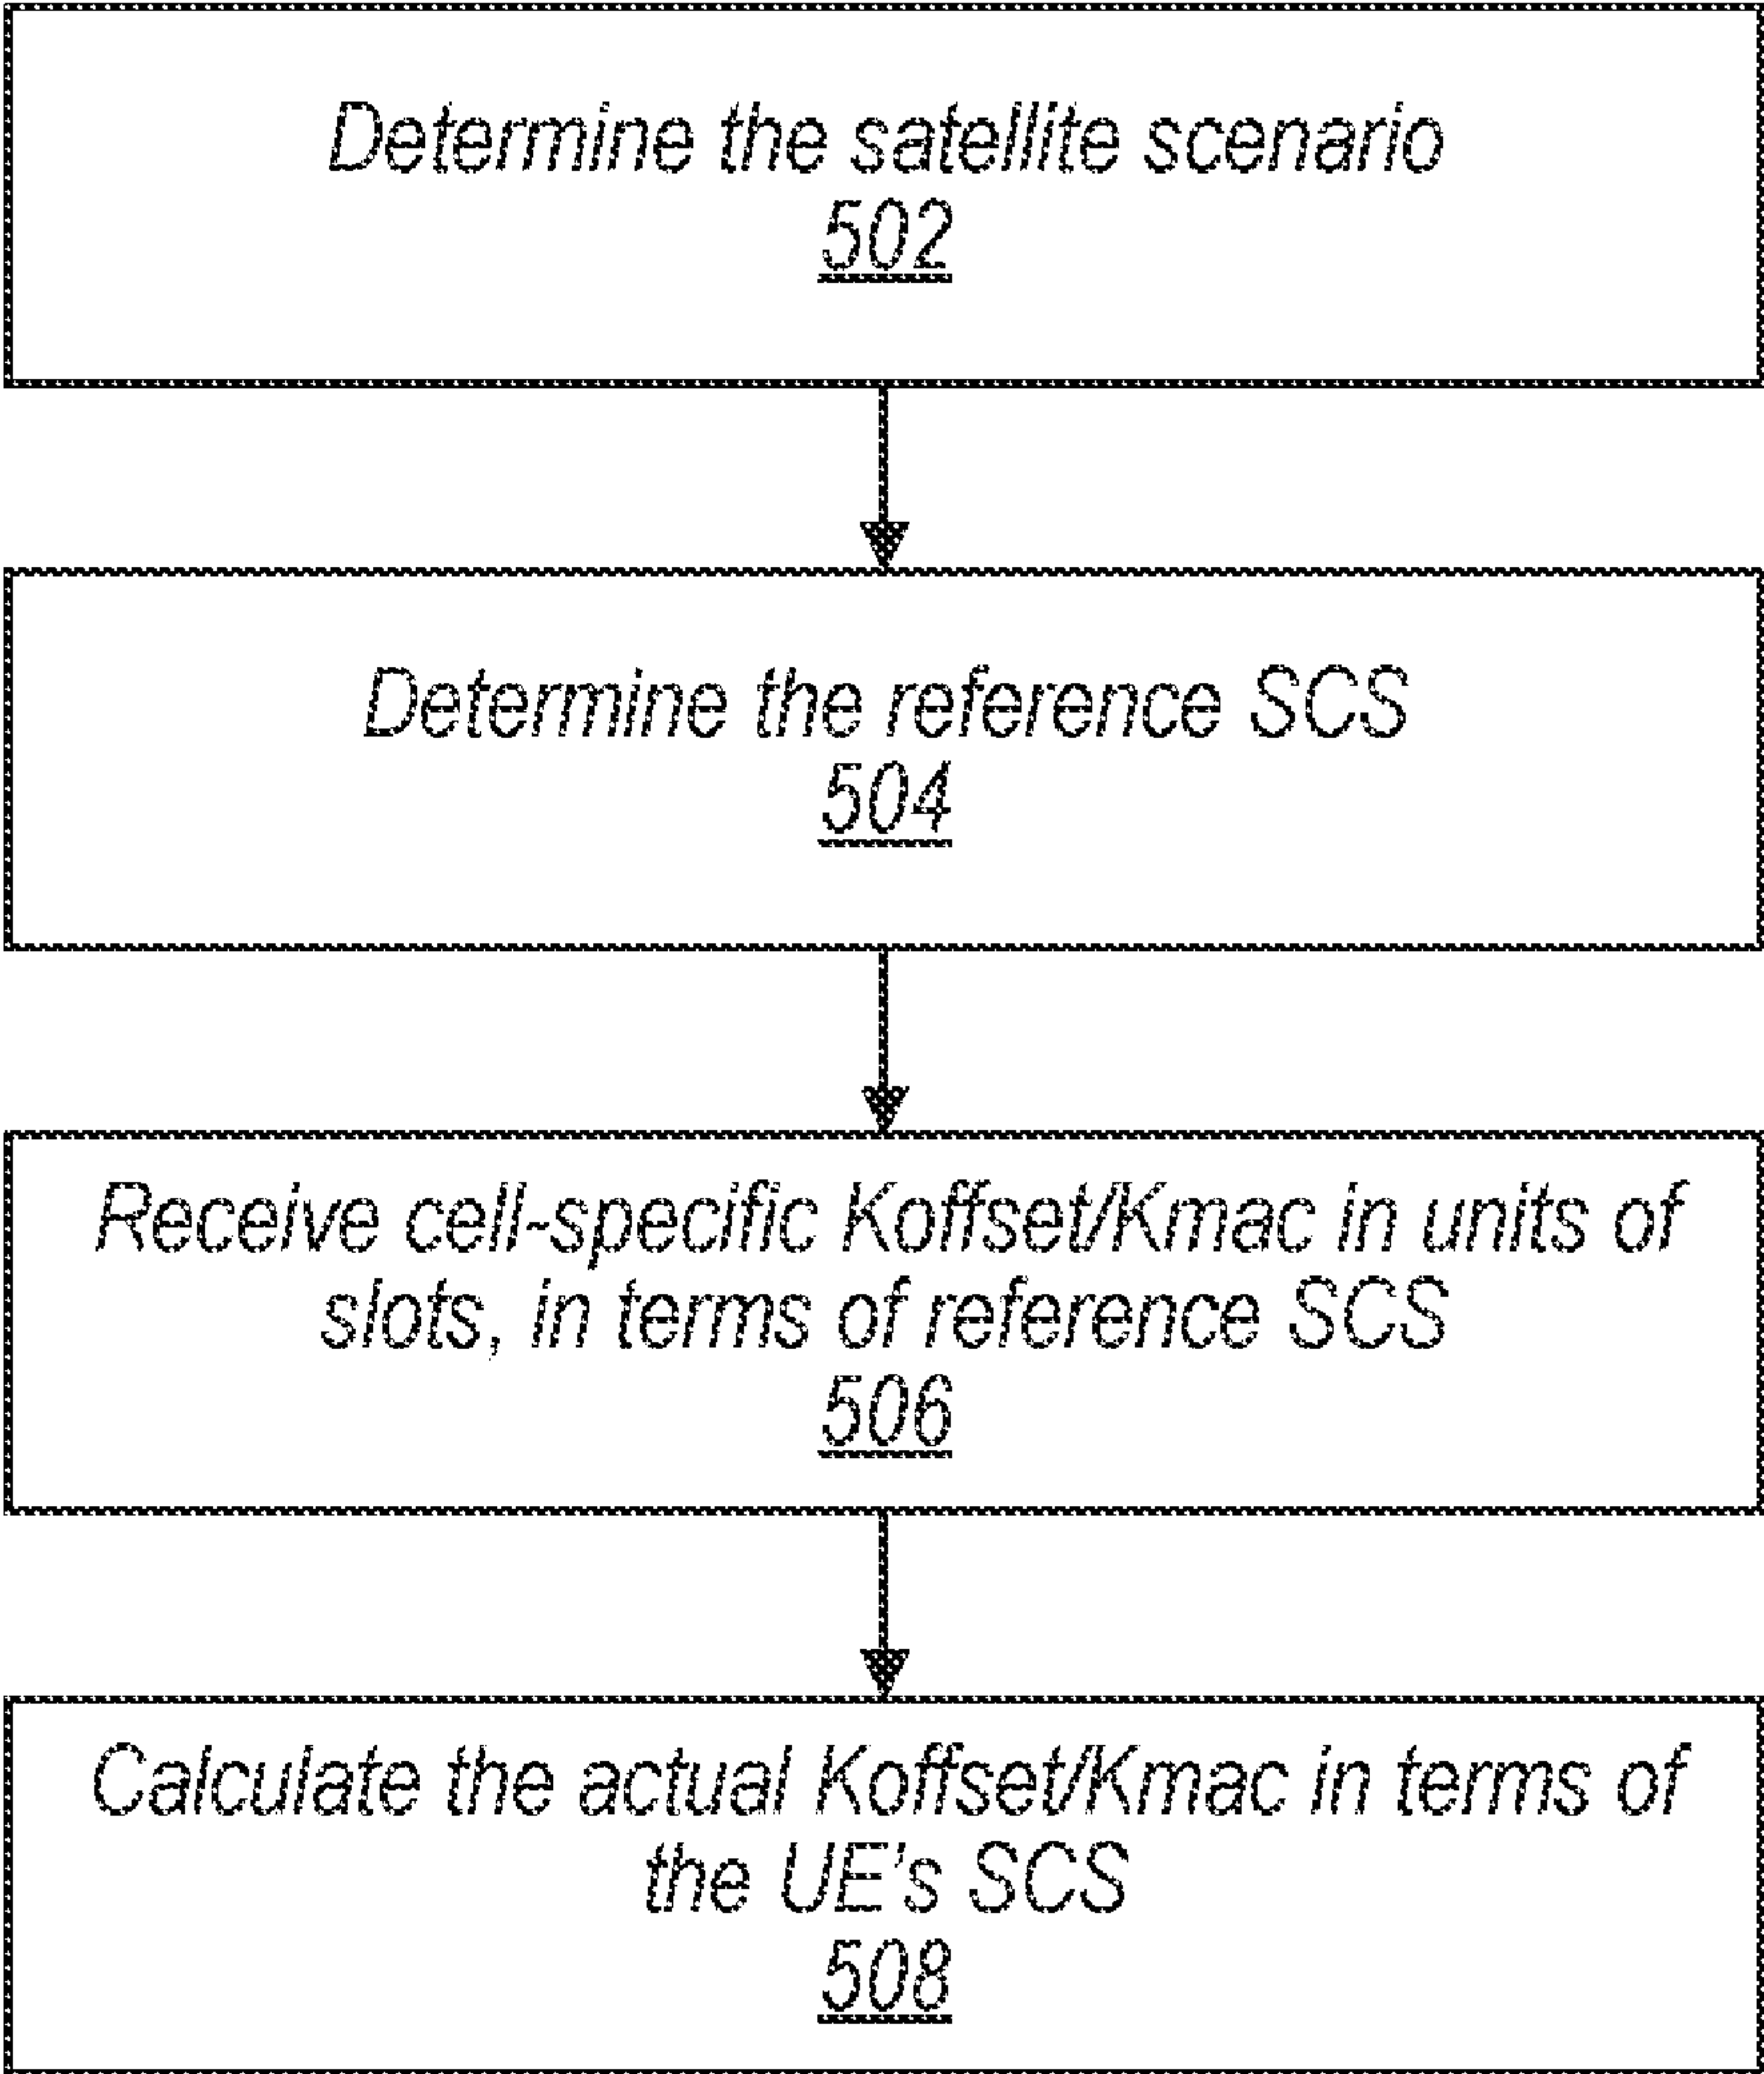 Determine the satellite scenario
502
Determine the reference SCS
504
Receive cell-specific Koffset/Kmac in units of
slots, in terms of reference SCS
506
Calculate the actual Koffset/Kmac in terms of
the UE's SCS
508